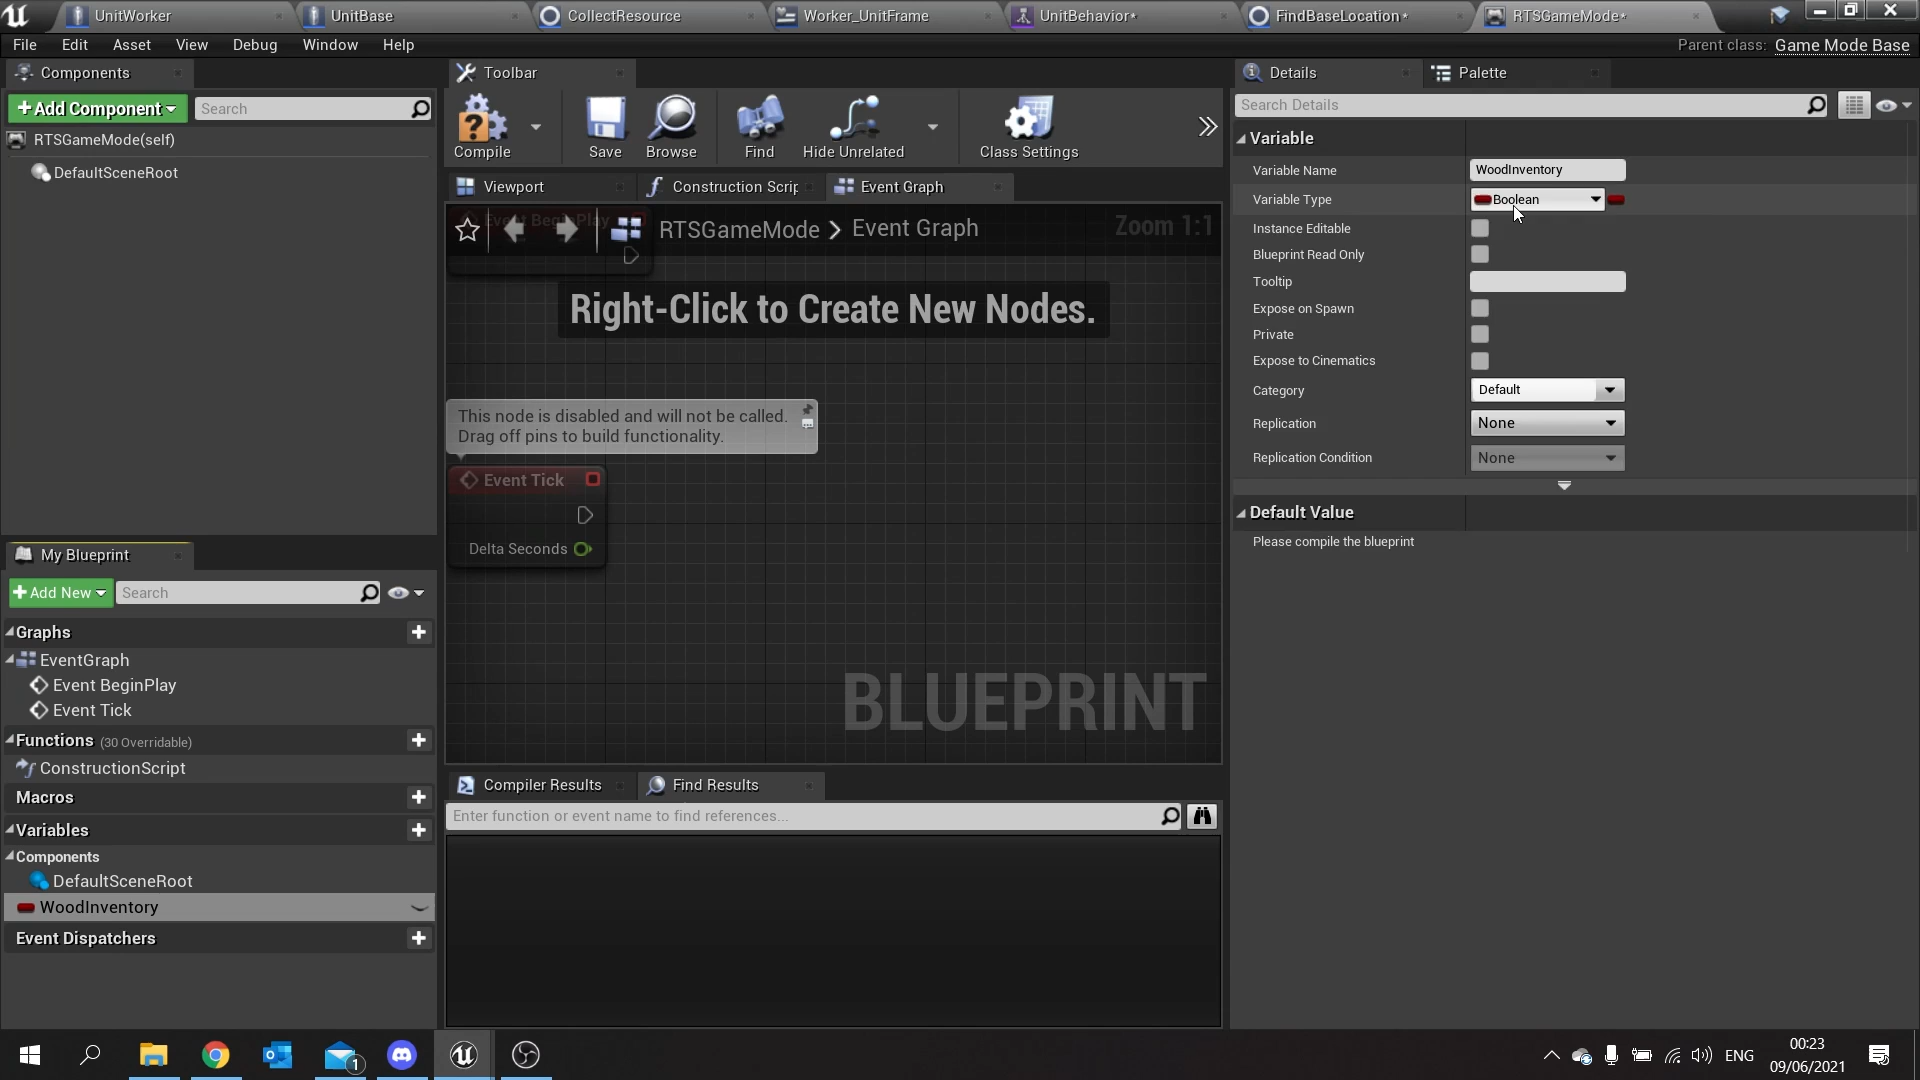 UnitWorker
UnitBase
CollectResource
Worker_UnitFrame
UnitBehavior*
FindBaseLocation*
RTSGameMode*
File
Edit
Asset
View
Debug
Window
Help
Parent class: Game Mode Base
Components
Add Component
Search
RTSGameMode(self)
DefaultSceneRoot
Toolbar
Compile
Save
Browse
Find
Hide Unrelated
Class Settings
Viewport
Construction Scrip
Event Graph
Event BeginPlay
RTSGameMode > Event Graph
Zoom 1:1
Right-Click to Create New Nodes.
This node is disabled and will not be called.
Drag off pins to build functionality.
Event Tick
Delta Seconds
BLUEPRINT
Compiler Results
Find Results
Enter function or event name to find references...
My Blueprint
Add New
Search
Graphs
EventGraph
Event BeginPlay
Event Tick
Functions (30 Overridable)
ConstructionScript
Macros
Variables
Components
DefaultSceneRoot
WoodInventory
Event Dispatchers
Details
Palette
Search Details
Variable
Variable Name
WoodInventory
Variable Type
Boolean
Instance Editable
Blueprint Read Only
Tooltip
Expose on Spawn
Private
Expose to Cinematics
Category
Default
Replication
None
Replication Condition
None
Default Value
Please compile the blueprint
1
ENG
00:23
09/06/2021